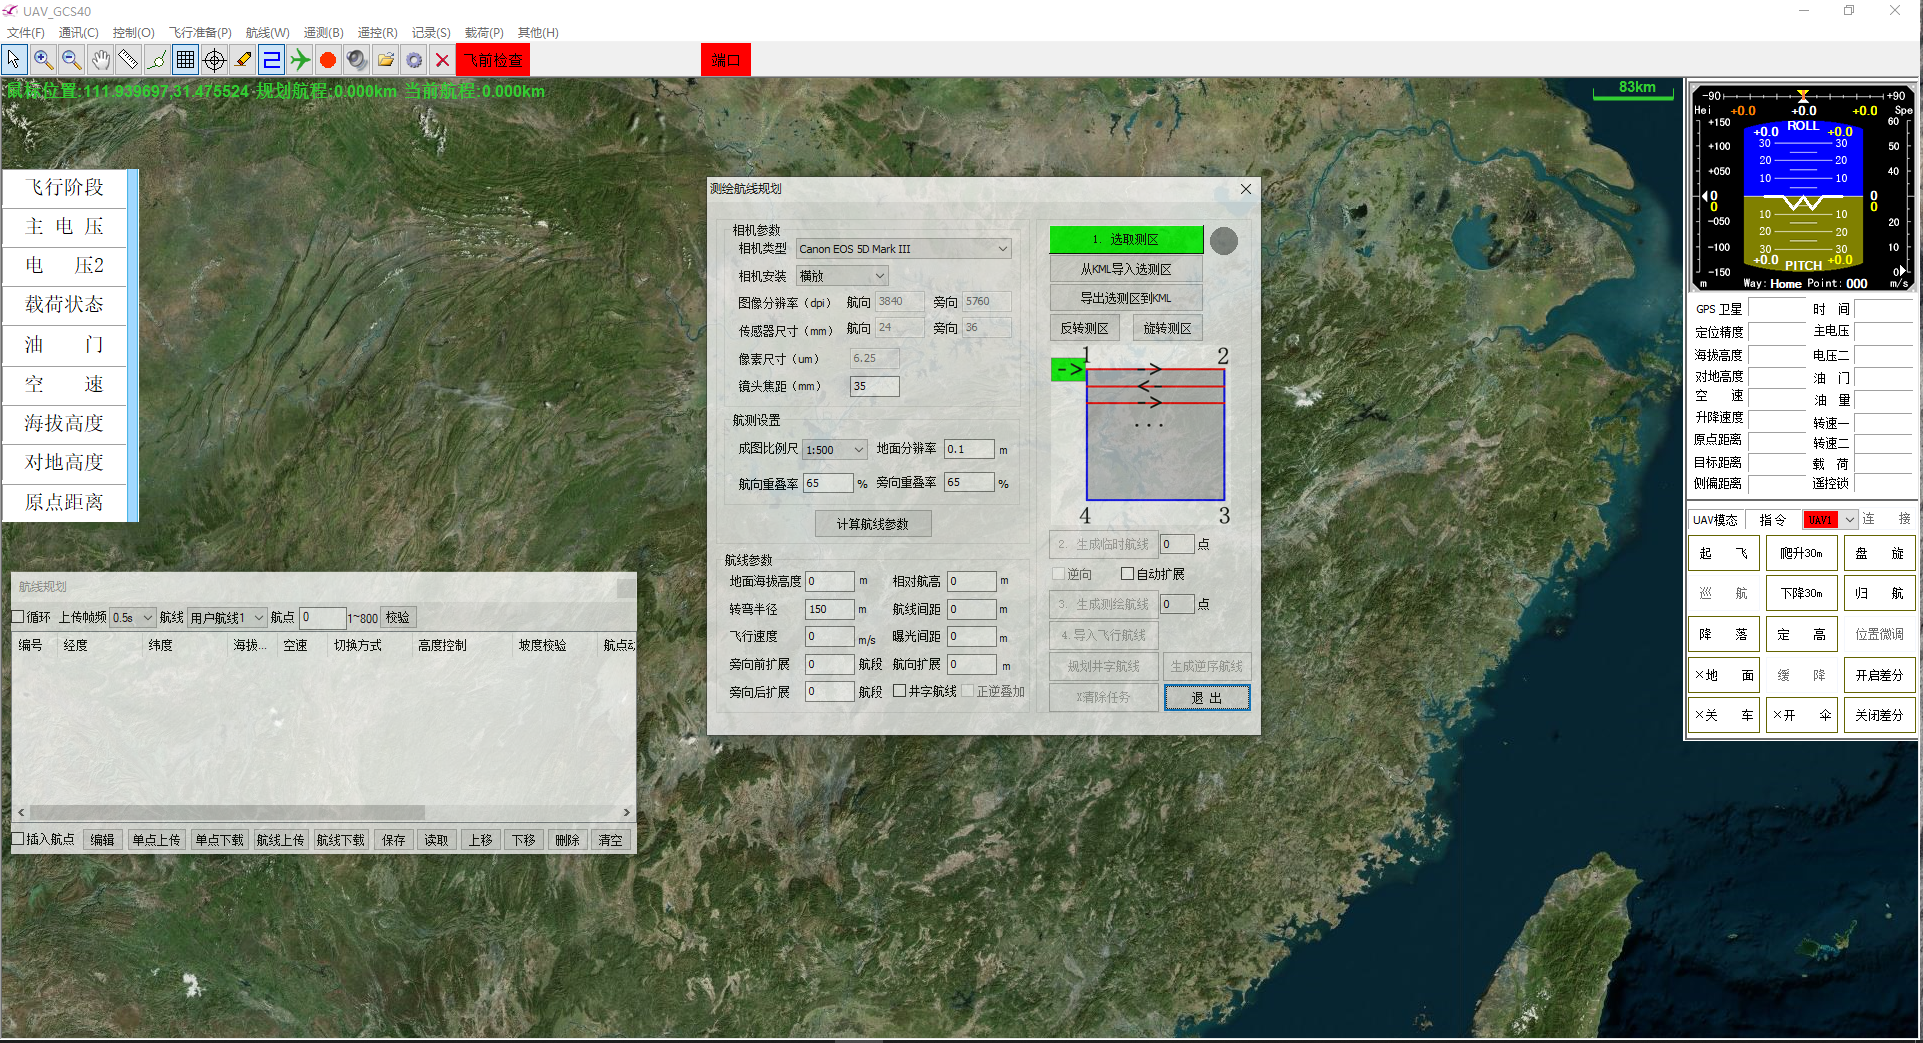 UAV_GCS40
文件(F) 通讯(C) 控制(O) 飞行准备(P) 航线(W) 遥测(B) 遥控(R) 记录(S) 载荷(P) 其他(H)
飞前检查 端口
鼠标位置:111.939697,31.475524 规划航程:0.000km 当前航程:0.000km
83km
飞行阶段
主 电 压
电 压2
载荷状态
油 门
空 速
海拔高度
对地高度
原点距离
航线规划
循环 上传帧频 0.5s 航线 用户航线1 航点 0 1~800 校验
编号 经度 纬度 海拔... 空速 切换方式 高度控制 坡度校验 航点动
插入航点 编辑 单点上传 单点下载 航线上传 航线下载 保存 读取 上移 下移 删除 清空
测绘航线规划
相机参数
相机类型 Canon EOS 5D Mark III
相机安装 横放
图像分辨率（dpi） 航向 3840 旁向 5760
传感器尺寸（mm） 航向 24 旁向 36
像素尺寸（um） 6.25
镜头焦距（mm） 35
航测设置
成图比例尺 1:500 地面分辨率 0.1 m
航向重叠率 65 % 旁向重叠率 65 %
计算航线参数
航线参数
地面海拔高度 0 m 相对航高 0 m
转弯半径 150 m 航线间距 0 m
飞行速度 0 m/s 曝光间距 0 m
旁向前扩展 0 航段 航向扩展 0 m
旁向后扩展 0 航段 井字航线 正逆叠加
1. 选取测区
从KML导入选测区
导出选测区到KML
反转测区 旋转测区
1 2
->
...
4 3
2. 生成临时航线 0 点
逆向 自动扩展
3. 生成测绘航线 0 点
4.导入飞行航线
规划井字航线 生成逆序航线
X清除任务 退 出
-90 +90
Hei +0.0 +0.0 +0.0 Spe
+150 +0.0 ROLL +0.0 60
30 30
+100 50
20 20
+050 10 10 40
0 0
0 0
-050 10 10 20
20 20
-100 30 30 10
+0.0 PITCH +0.0
-150 0
m Way: Home Point: 000 m/s
GPS 卫星 时 间
定位精度 主电压
海拔高度 电压二
对地高度 油 门
空 速 油 量
升降速度 转速一
原点距离 转速二
目标距离 载 荷
侧偏距离 遥控锁
UAV模态 指 令 UAV1 连 接
起 飞 爬升30m 盘 旋
巡 航 下降30m 归 航
降 落 定 高 位置微调
×地 面 缓 降 开启差分
×关 车 ×开 伞 关闭差分